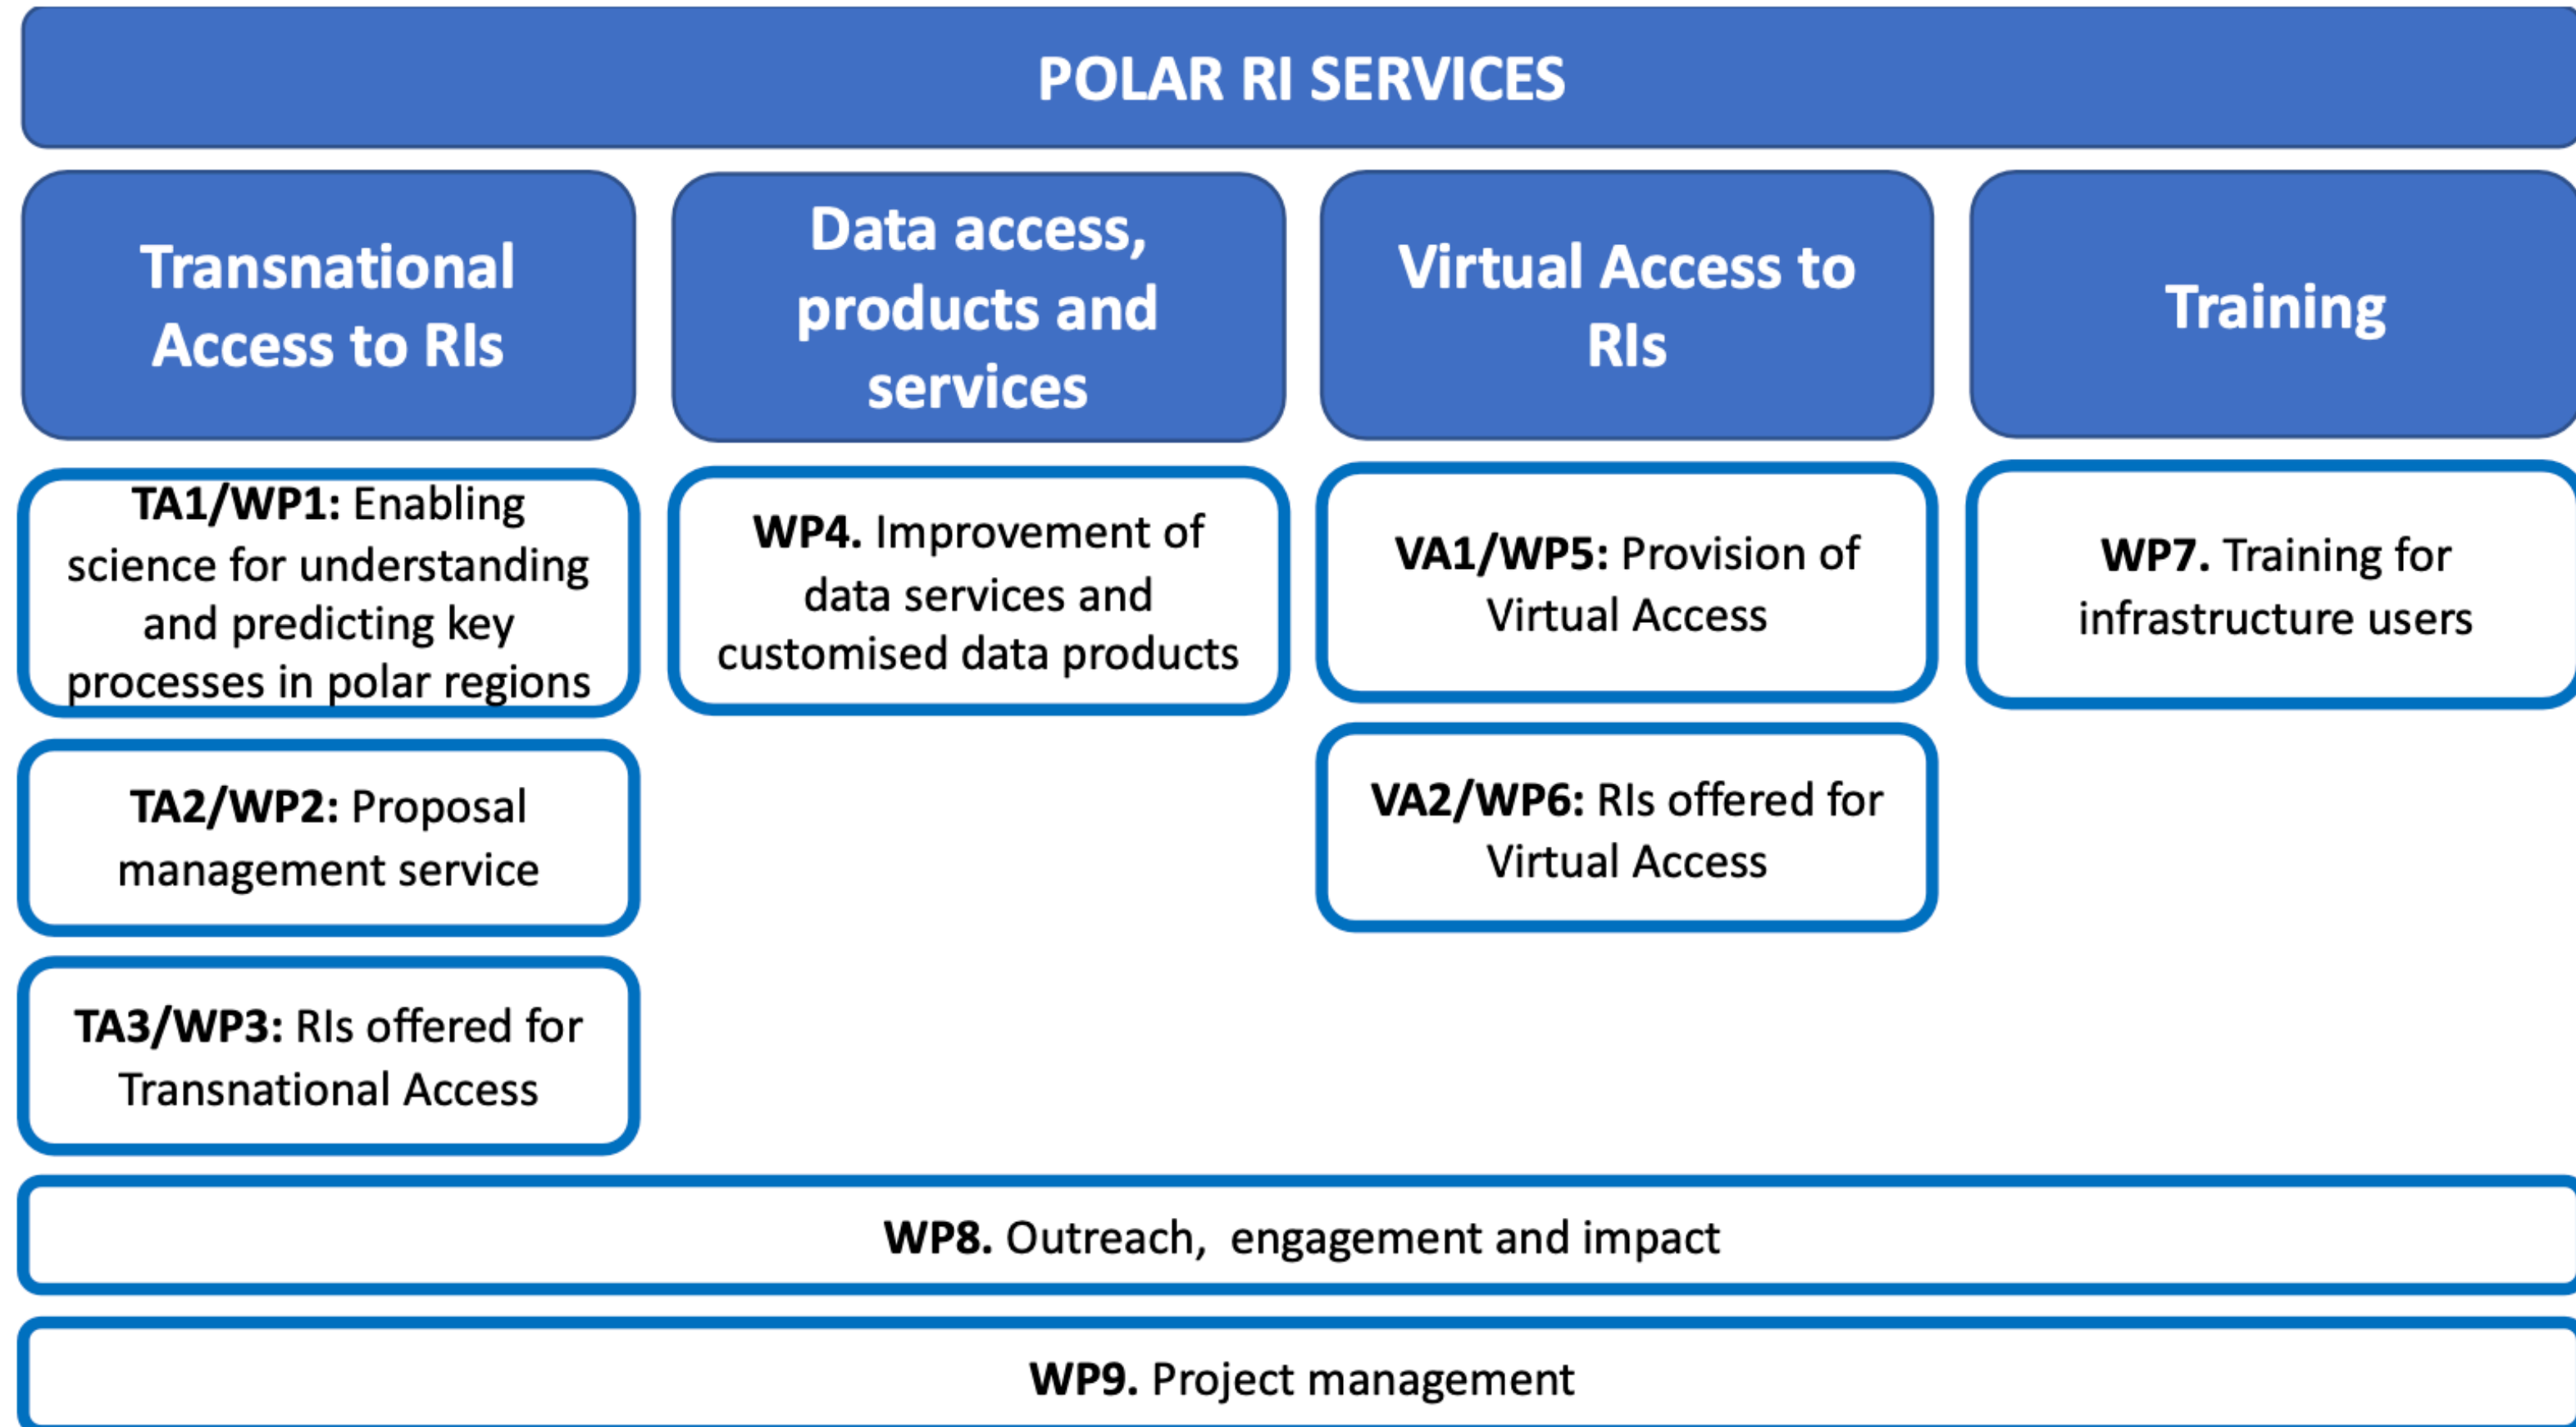 POLAR RI SERVICES
Transnational
Access to RIs
Data access,
products and
services
Virtual Access to
RIs
Training
TA1/WP1: Enabling
science for understanding
and predicting key
processes in polar regions
WP4. Improvement of
data services and
customised data products
VA1/WP5: Provision of
Virtual Access
WP7. Training for
infrastructure users
TA2/WP2: Proposal
management service
VA2/WP6: RIs offered for
Virtual Access
TA3/WP3: RIs offered for
Transnational Access
WP8. Outreach,  engagement and impact
WP9. Project management